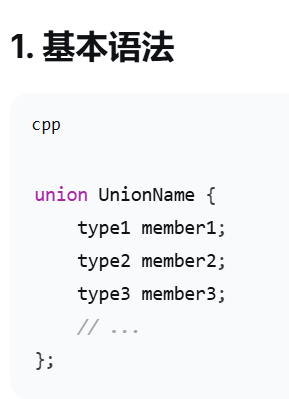 1. 基本语法
cpp
union UnionName {
    type1 member1;
    type2 member2;
    type3 member3;
    // ...
};